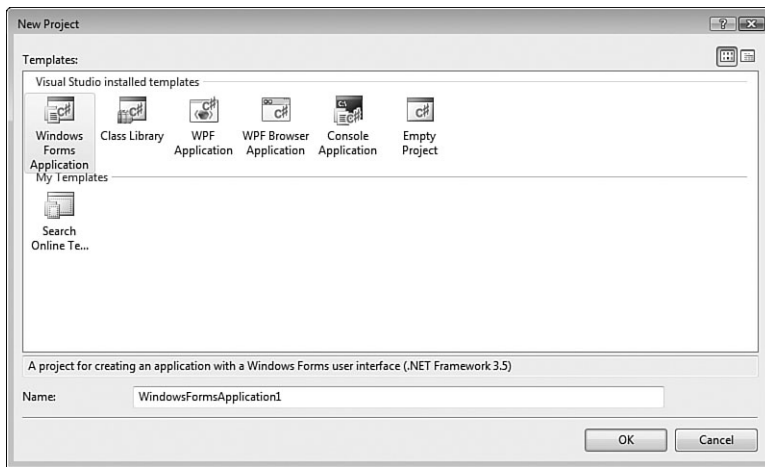 New Project
Templates:
Visual Studio installed templates
Windows
Forms
Application
Class Library
WPF
Application
WPF Browser
Application
Console
Application
Empty
Project
My Templates
Search
Online Te...
A project for creating an application with a Windows Forms user interface (.NET Framework 3.5)
Name:
WindowsFormsApplication1
OK
Cancel